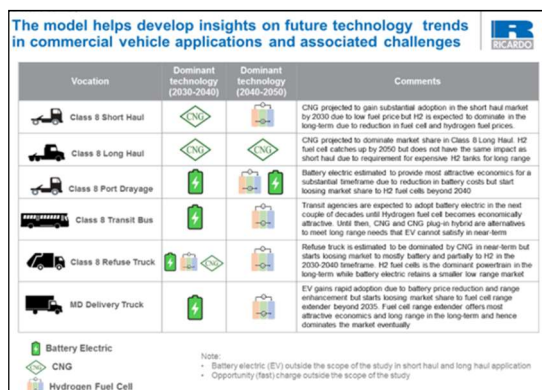 The model helps develop insights on future technology trends
in commercial vehicle applications and associated challenges
RICARDO
Vocation
Dominant
technology
(2030-2040)
Dominant
technology
(2040-2050)
Comments
Class 8 Short Haul
CNG
CNG projected to gain substantial adoption in the short haul market
by 2030 due to low fuel price but H2 is expected to dominate in the
long-term due to reduction in fuel cell and hydrogen fuel prices.
Class 8 Long Haul
CNG
CNG
CNG projected to dominate market share in Class 8 Long Haul. H2
fuel cell catches up by 2050 but does not have the same impact as
short haul due to requirement for expensive H2 tanks for long range
Class 8 Port Drayage
Battery electric estimated to provide most attractive economics for a
substantial timeframe due to reduction in battery costs but start
loosing market share to H2 fuel cells beyond 2040
Class 8 Transit Bus
Transit agencies are expected to adopt battery electric in the next
couple of decades until Hydrogen fuel cell becomes economically
attractive. Until then, CNG and CNG plug-in hybrid are alternatives
to meet long range needs that EV cannot satisfy in near-term
Class 8 Refuse Truck
CNG
Refuse truck is estimated to be dominated by CNG in near-term but
starts loosing market to mostly battery and partially to H2 in the
2030-2040 timeframe. H2 fuel cells is the dominant powertrain in the
long-term while battery electric retains a smaller low range market
MD Delivery Truck
EV gains rapid adoption due to battery price reduction and range
enhancement but starts loosing market share to fuel cell range
extender beyond 2035. Fuel cell range extender offers most
attractive economics and long range in the long-term and hence
dominates the market eventually
Battery Electric
CNG
CNG
Hydrogen Fuel Cell
Note:
• Battery electric (EV) outside the scope of the study in short haul and long haul application
• Opportunity (fast) charge outside the scope of the study